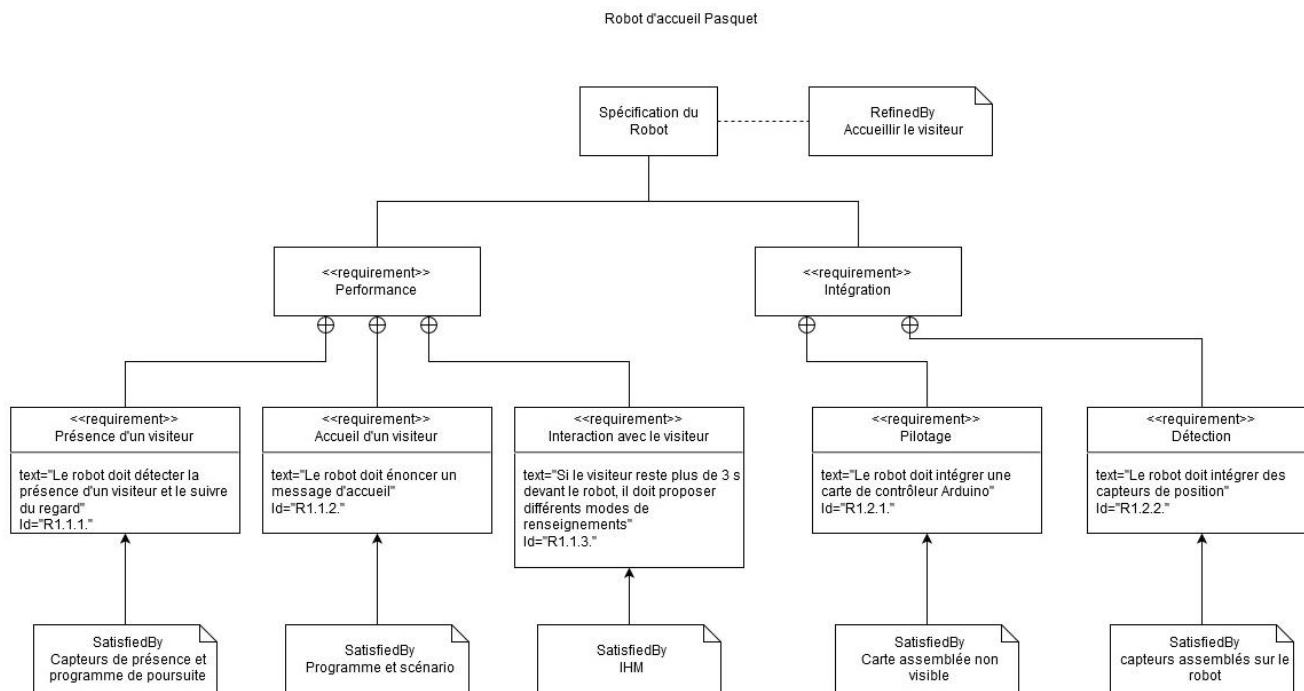 Robot d'accueil Pasquet
Spécification du
Robot
RefinedBy
Accueillir le visiteur
<<requirement>>
Performance
<<requirement>>
Intégration
<<requirement>>
Présence d'un visiteur
text="Le robot doit détecter la
présence d'un visiteur et le suivre
du regard"
Id="R1.1.1."
<<requirement>>
Accueil d'un visiteur
text="Le robot doit énoncer un
message d'accueil"
Id="R1.1.2."
<<requirement>>
Interaction avec le visiteur
text="Si le visiteur reste plus de 3 s
devant le robot, il doit proposer
différents modes de
renseignements"
Id="R1.1.3."
<<requirement>>
Pilotage
text="Le robot doit intégrer une
carte de contrôleur Arduino"
Id="R1.2.1."
<<requirement>>
Détection
text="Le robot doit intégrer des
capteurs de position"
Id="R1.2.2."
SatisfiedBy
Capteurs de présence et
programme de poursuite
SatisfiedBy
Programme et scénario
SatisfiedBy
IHM
SatisfiedBy
Carte assemblée non
visible
SatisfiedBy
capteurs assemblés sur le
robot